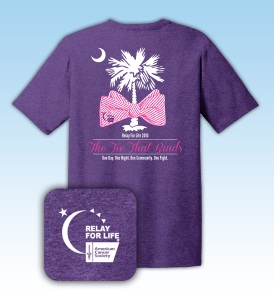 Relay For Life 2015
The Tie That Binds
One Day. One Night. One Community. One Fight.
RELAY
FOR LIFE
American
Cancer
Society